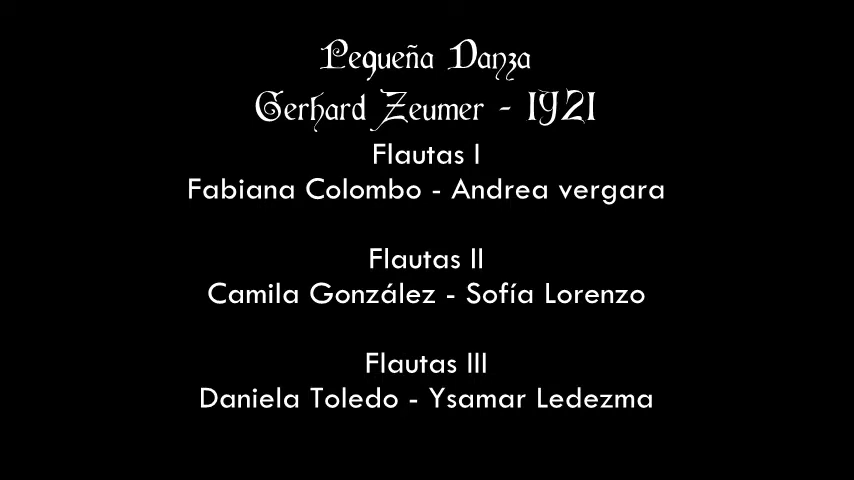 Pequeña Danza
Gerhard Zeumer - 1921
Flautas I
Fabiana Colombo - Andrea vergara
Flautas II
Camila González - Sofía Lorenzo
Flautas III
Daniela Toledo - Ysamar Ledezma